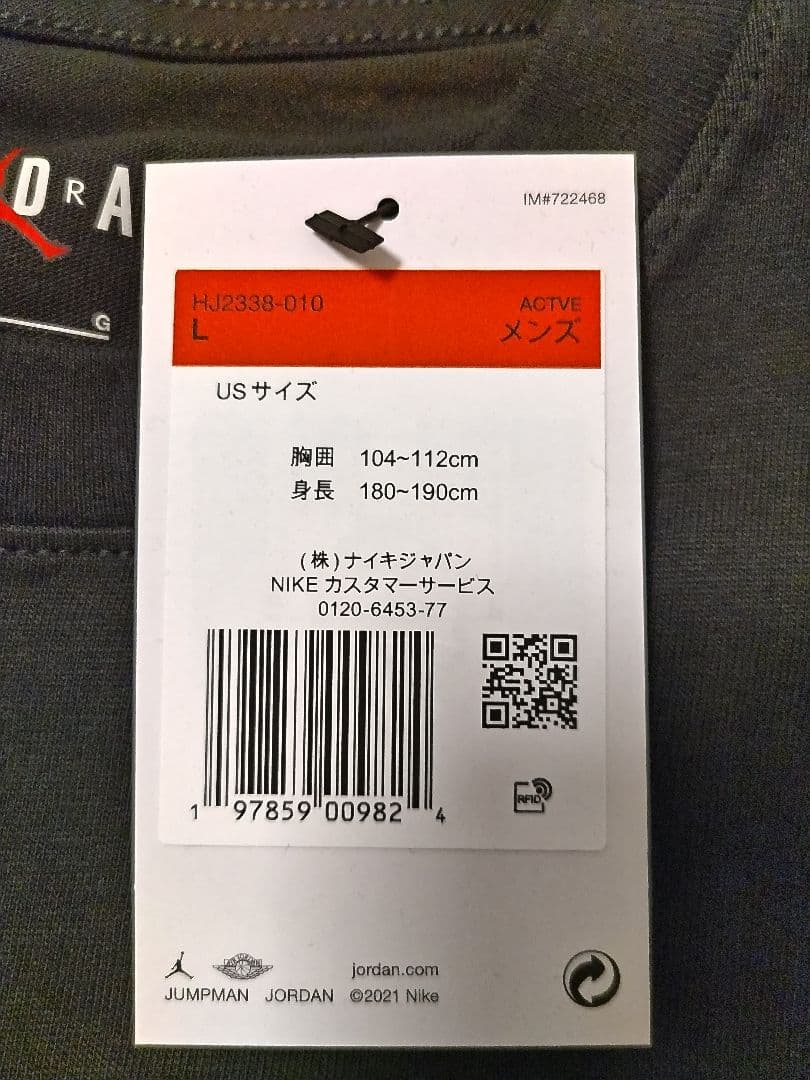 DRA
G
IM#722468
HJ2338-010 ACTVE
L メンズ
USサイズ
胸囲 104~112cm
身長 180~190cm
(株)ナイキジャパン
NIKE カスタマーサービス
0120-6453-77
1 97859 00982 4
RFID
jordan.com
JUMPMAN JORDAN ©2021 Nike